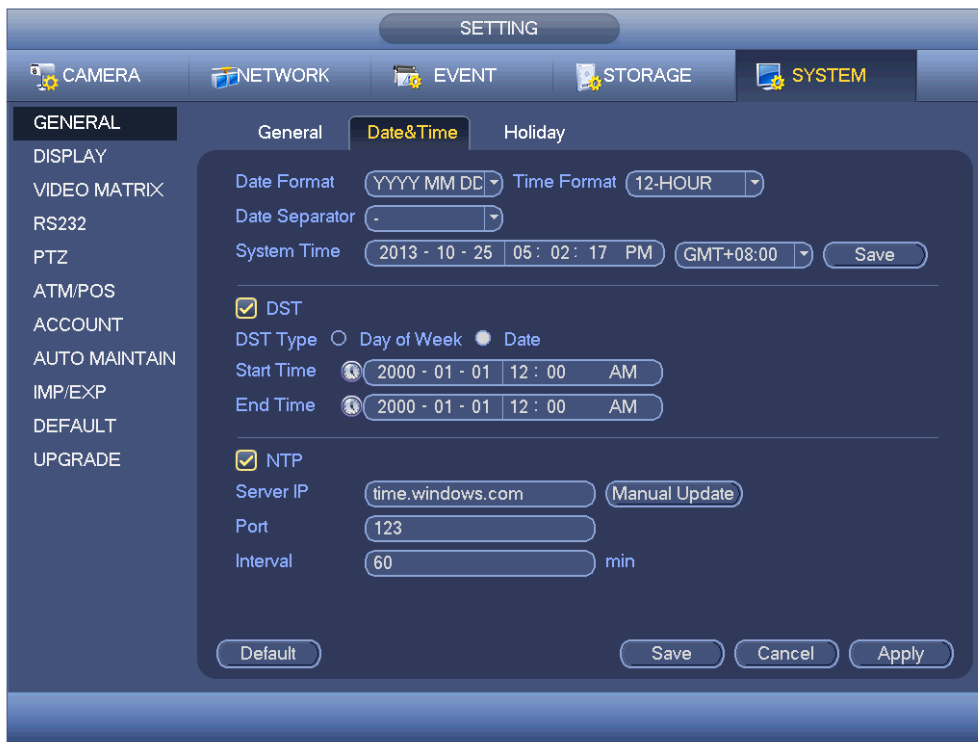 SETTING
CAMERA NETWORK EVENT STORAGE SYSTEM
GENERAL
DISPLAY
VIDEO MATRIX
RS232
PTZ
ATM/POS
ACCOUNT
AUTO MAINTAIN
IMP/EXP
DEFAULT
UPGRADE
General Date&Time Holiday
Date Format YYYY MM DD Time Format 12-HOUR
Date Separator -
System Time 2013 - 10 - 25 05 : 02 : 17 PM GMT+08:00 Save
DST
DST Type Day of Week Date
Start Time 2000 - 01 - 01 12 : 00 AM
End Time 2000 - 01 - 01 12 : 00 AM
NTP
Server IP time.windows.com Manual Update
Port 123
Interval 60 min
Default Save Cancel Apply